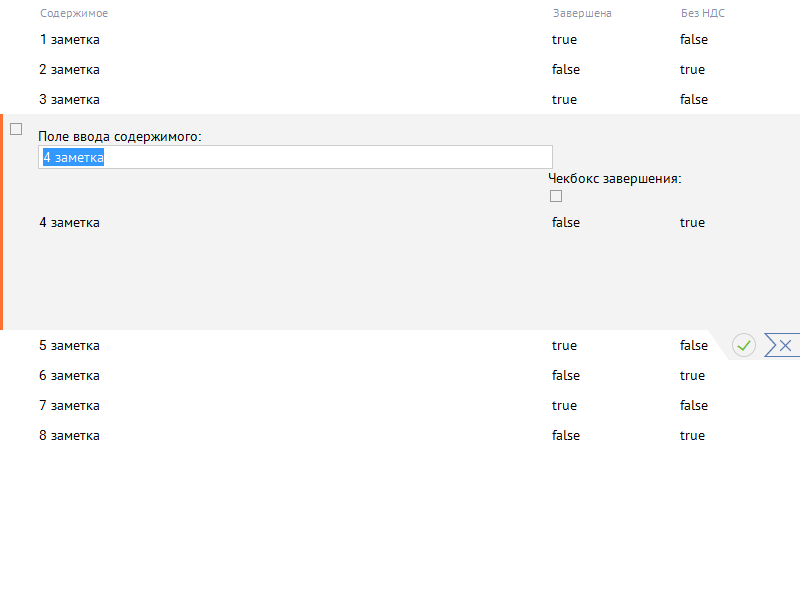 Содержимое Завершена Без НДС
1 заметка true false
2 заметка false true
3 заметка true false
Поле ввода содержимого:
4 заметка
Чекбокс завершения:
4 заметка false true
5 заметка true false
6 заметка false true
7 заметка true false
8 заметка false true